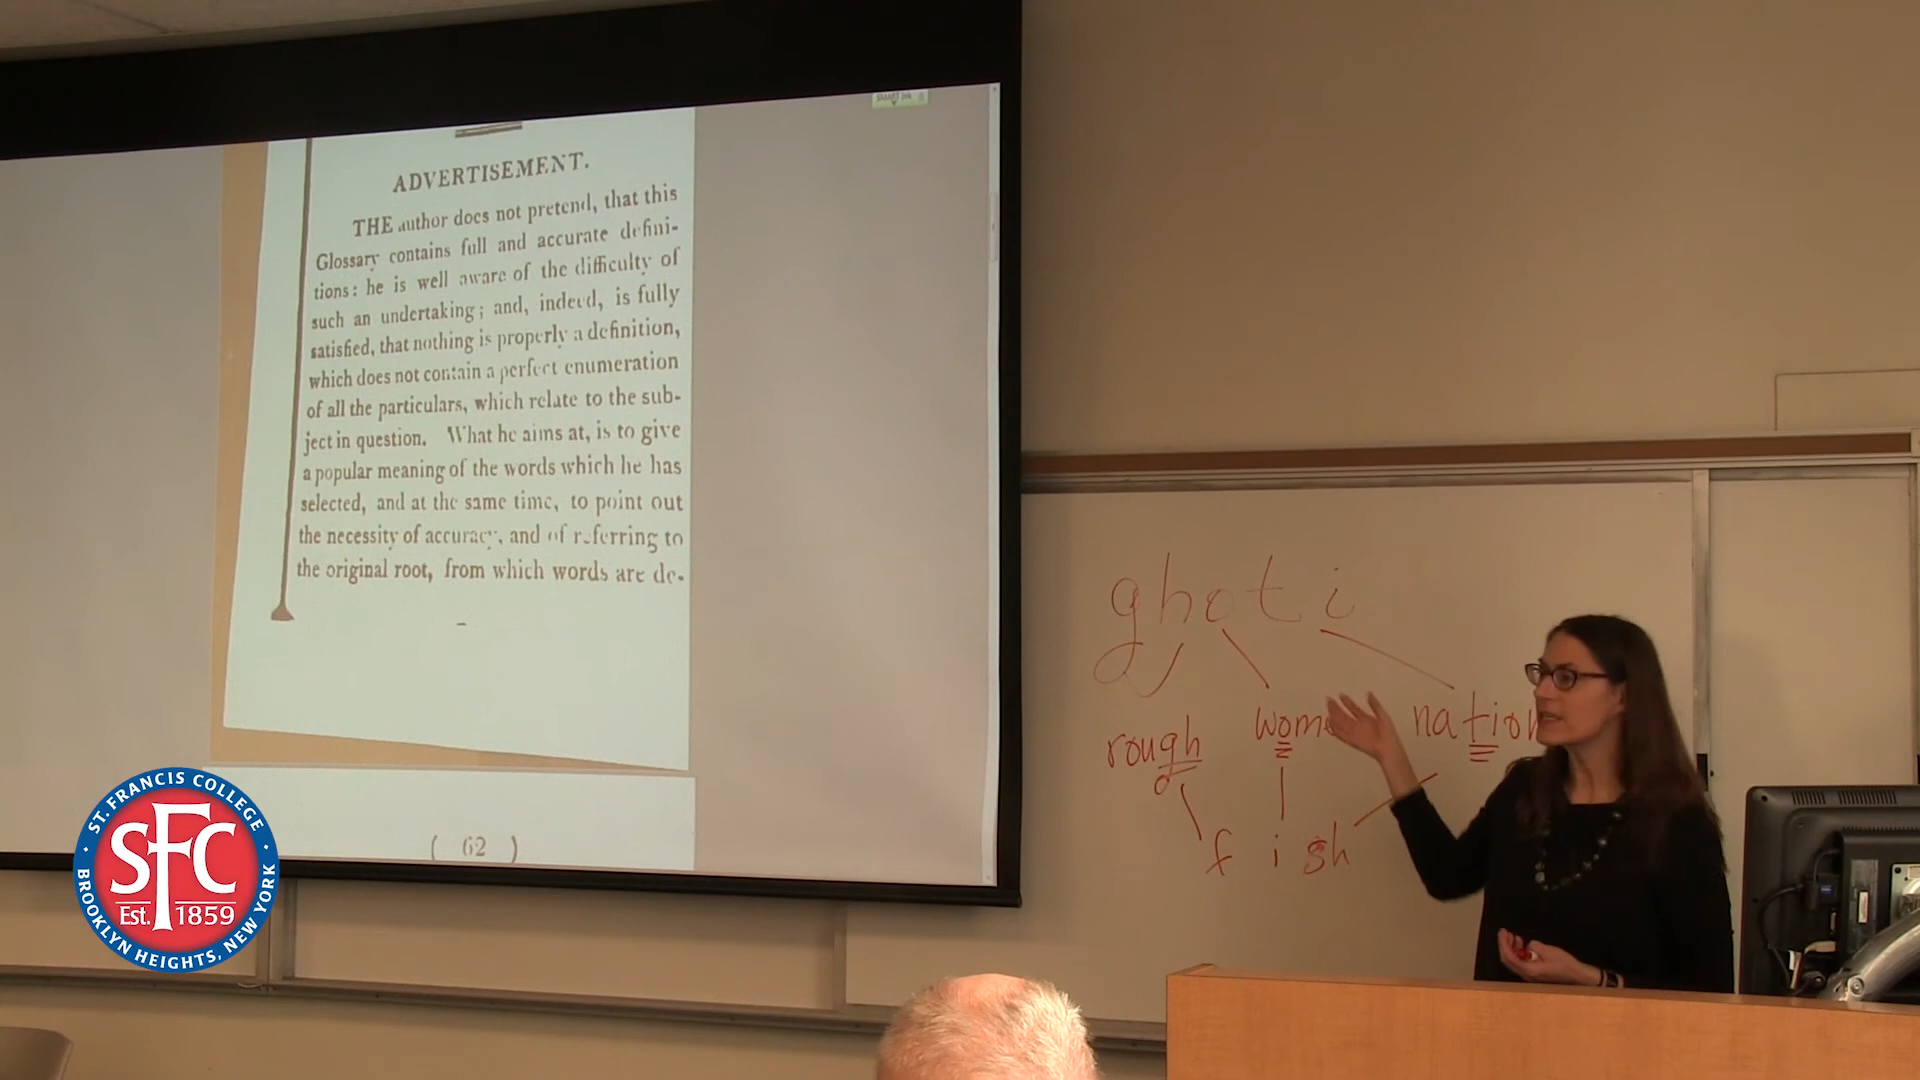 SMART Ink
ADVERTISEMENT.
THE author does not pretend, that this
Glossary contains full and accurate defini-
tions: he is well aware of the difficulty of
such an undertaking; and, indeed, is fully
satisfied, that nothing is properly a definition,
which does not contain a perfect enumeration
of all the particulars, which relate to the sub-
ject in question. What he aims at, is to give
a popular meaning of the words which he has
selected, and at the same time, to point out
the necessity of accuracy, and of referring to
the original root, from which words are de-
( 62 )
ghoti
rough women nation
f i sh
ST. FRANCIS COLLEGE
SFC
Est. 1859
BROOKLYN HEIGHTS, NEW YORK